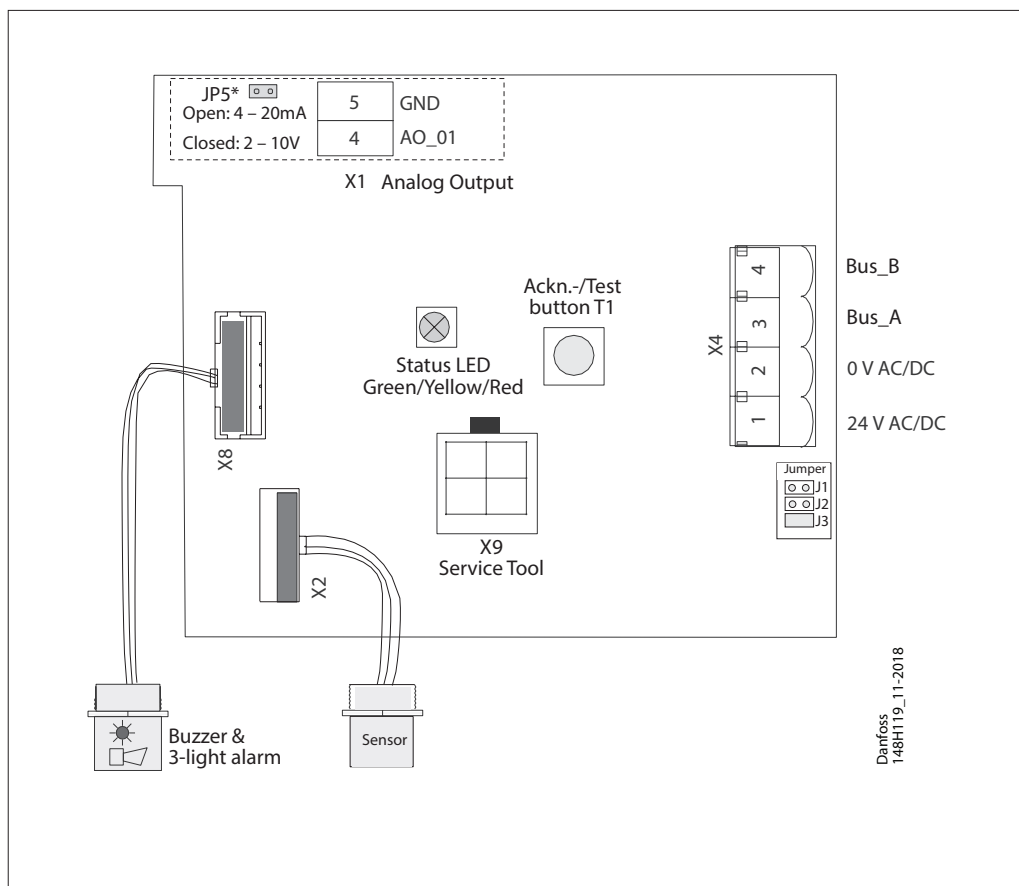 JP5*
Open: 4 – 20mA
Closed: 2 – 10V
5 GND
4 AO_01
X1 Analog Output
Ackn.-/Test
button T1
Status LED
Green/Yellow/Red
X8
X2
X9
Service Tool
X4
4 Bus_B
3 Bus_A
2 0 V AC/DC
1 24 V AC/DC
Jumper
J1
J2
J3
Buzzer &
3-light alarm
Sensor
Danfoss
148H119_11-2018